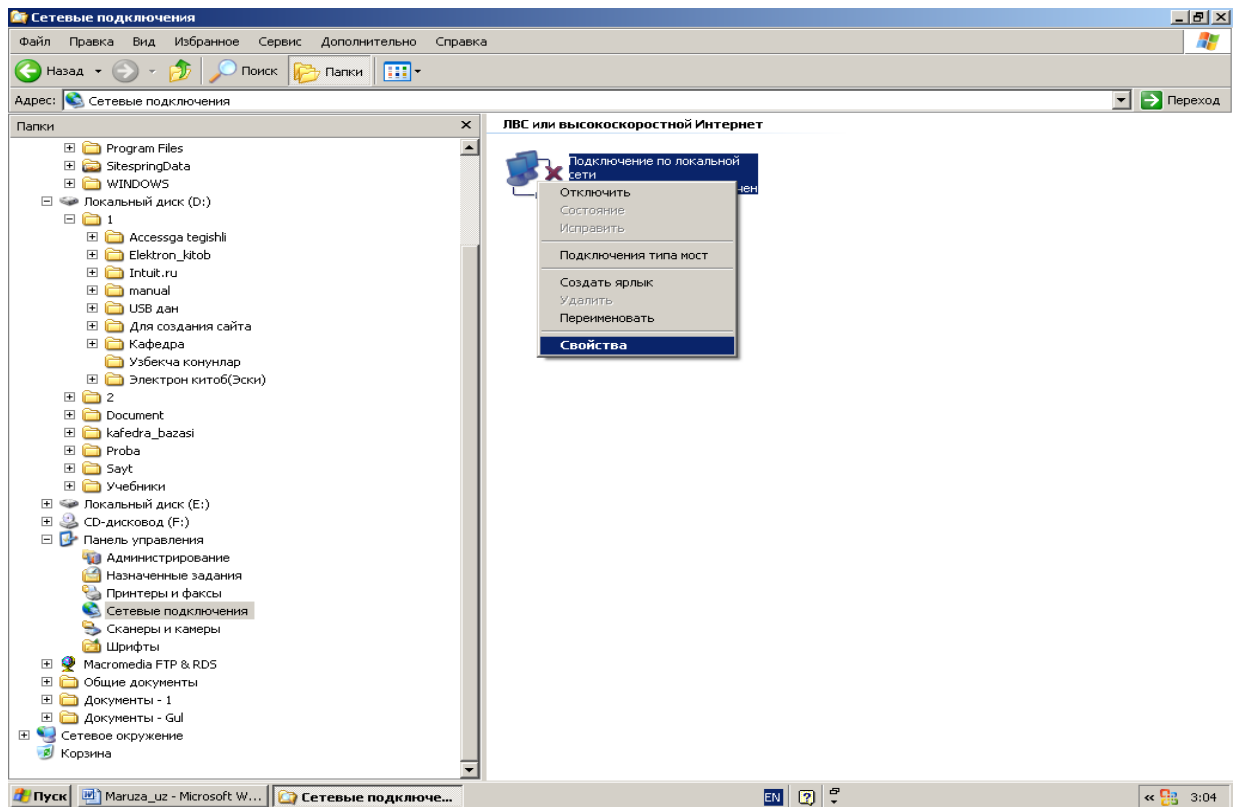 Сетевые подключения
Файл Правка Вид Избранное Сервис Дополнительно Справка
Назад Поиск Папки
Адрес: Сетевые подключения Переход
Папки
Program Files
SitespringData
WINDOWS
Локальный диск (D:)
1
Accessga tegishli
Elektron_kitob
Intuit.ru
manual
USB дан
Для создания сайта
Кафедра
Узбекча конунлар
Электрон китоб(Эски)
2
Document
kafedra_bazasi
Proba
Sayt
Учебники
Локальный диск (E:)
CD-дисковод (F:)
Панель управления
Администрирование
Назначенные задания
Принтеры и факсы
Сетевые подключения
Сканеры и камеры
Шрифты
Macromedia FTP & RDS
Общие документы
Документы - 1
Документы - Gul
Сетевое окружение
Корзина
ЛВС или высокоскоростной Интернет
Подключение по локальной
сети
Отключить
Состояние
Исправить
Подключения типа мост
Создать ярлык
Удалить
Переименовать
Свойства
Пуск Maruza_uz - Microsoft W... Сетевые подключе... EN « 3:04